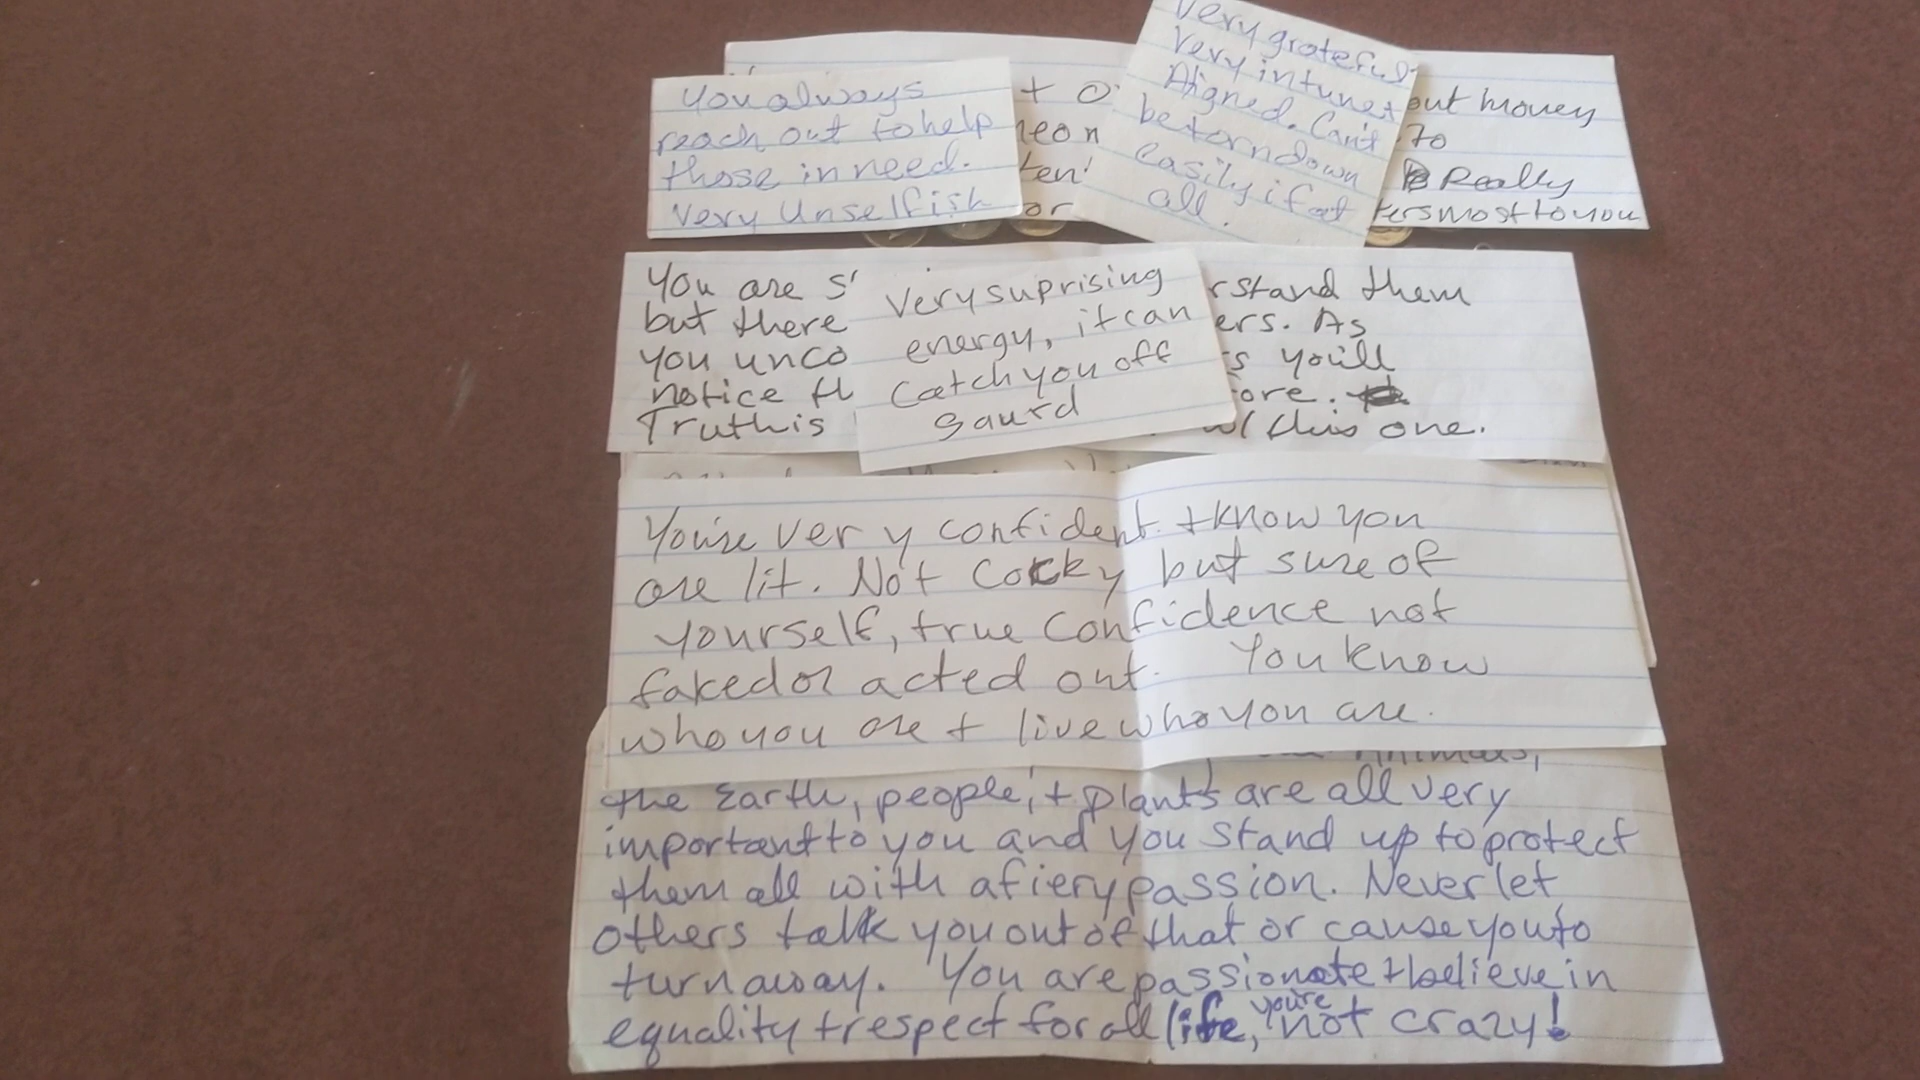 You always
reach out to help
those in need.
Very Unselfish
Very grateful
Very in tune +
Aligned. Can't
be torn down
easily if at
all.
+ O
out money
to
Really
most to you
You are
but there
you
notice
Truth is
Very suprising
energy, it can
Catch you off
gaurd
them
As
you'll
w/ this one.
You're very confident + know you
are lit. Not Cocky but sure of
yourself, true confidence not
faked or acted out. You know
who you are + live who you are.
Animals,
the Earth, people, + plants are all very
important to you and you stand up to protect
them all with a fiery passion. Never let
others talk you out of that or cause you to
turn away. You are passionate + believe in
equality + respect for all life, you're not crazy!